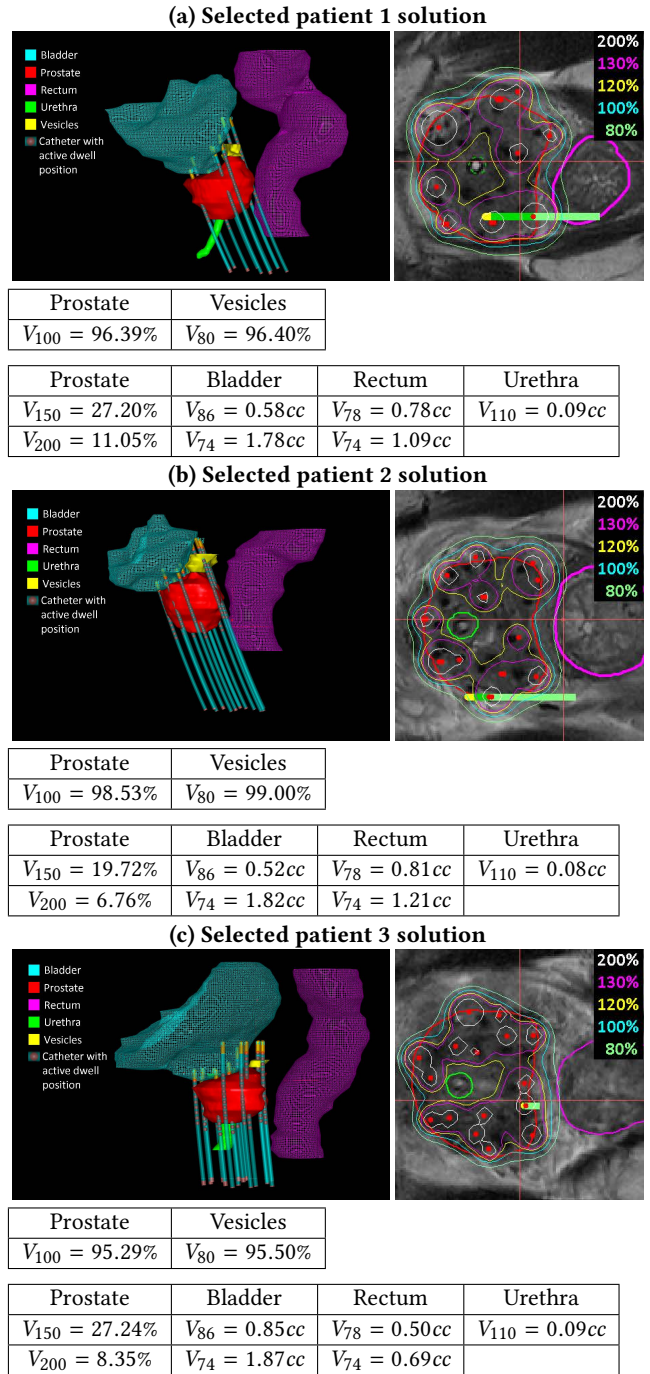 (a) Selected patient 1 solution
Bladder
Prostate
Rectum
Urethra
Vesicles
Catheter with
active dwell
position
200%
130%
120%
100%
80%
Prostate Vesicles
V100 = 96.39% V80 = 96.40%
Prostate Bladder Rectum Urethra
V150 = 27.20% V86 = 0.58cc V78 = 0.78cc V110 = 0.09cc
V200 = 11.05% V74 = 1.78cc V74 = 1.09cc
(b) Selected patient 2 solution
Bladder
Prostate
Rectum
Urethra
Vesicles
Catheter with
active dwell
position
200%
130%
120%
100%
80%
Prostate Vesicles
V100 = 98.53% V80 = 99.00%
Prostate Bladder Rectum Urethra
V150 = 19.72% V86 = 0.52cc V78 = 0.81cc V110 = 0.08cc
V200 = 6.76% V74 = 1.82cc V74 = 1.21cc
(c) Selected patient 3 solution
Bladder
Prostate
Rectum
Urethra
Vesicles
Catheter with
active dwell
position
200%
130%
120%
100%
80%
Prostate Vesicles
V100 = 95.29% V80 = 95.50%
Prostate Bladder Rectum Urethra
V150 = 27.24% V86 = 0.85cc V78 = 0.50cc V110 = 0.09cc
V200 = 8.35% V74 = 1.87cc V74 = 0.69cc